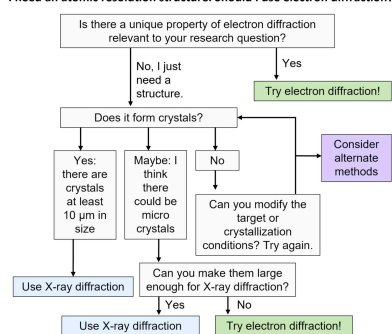 I need an atomic resolution structure. Should I use electron diffraction?
Is there a unique property of electron diffraction
relevant to your research question?
No, I just
need a
structure.
Yes
Try electron diffraction!
Does it form crystals?
Yes:
there are
crystals
at least
10 µm in
size
Maybe: I
think
there
could be
micro
crystals
No
Consider
alternate
methods
Can you modify the
target or
crystallization
conditions? Try again.
Use X-ray diffraction
Can you make them large
enough for X-ray diffraction?
Yes
No
Use X-ray diffraction
Try electron diffraction!